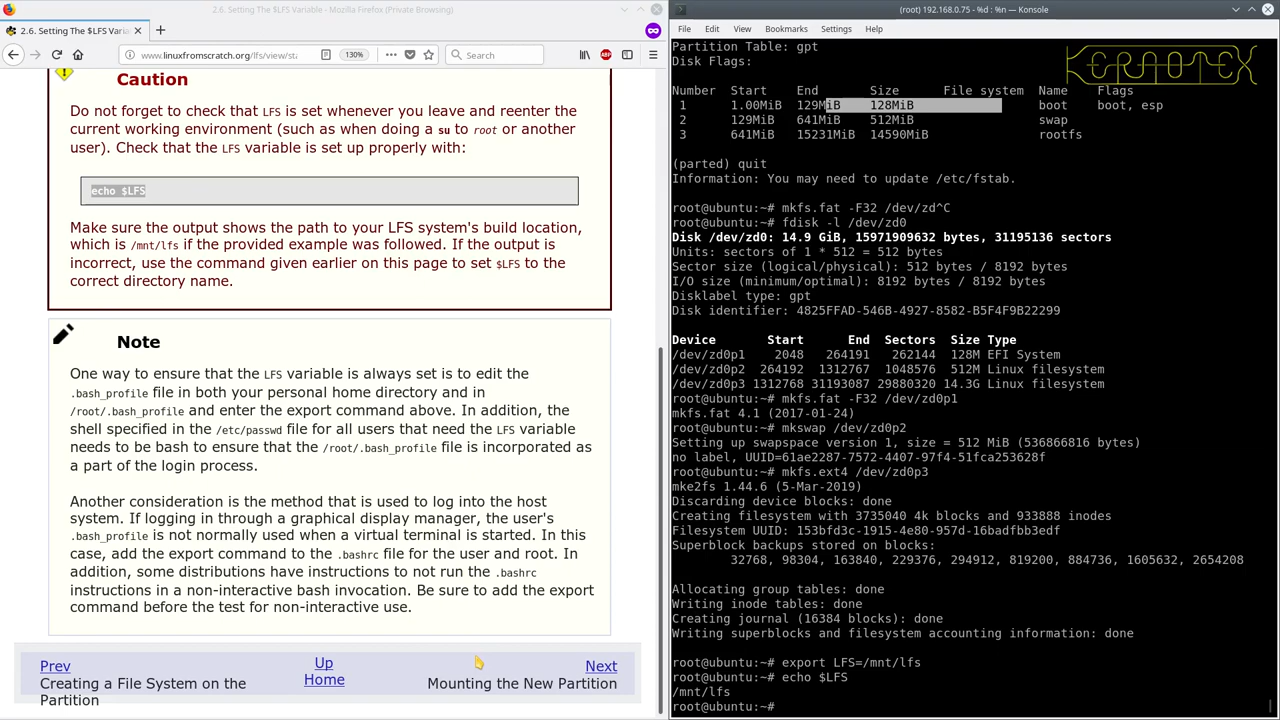 2.6. Setting The $LFS Variable - Mozilla Firefox (Private Browsing)
2.6. Setting The $LFS Varia
www.linuxfromscratch.org/lfs/view/sta
130%
Search
Caution
Do not forget to check that LFS is set whenever you leave and reenter the
current working environment (such as when doing a su to root or another
user). Check that the LFS variable is set up properly with:
echo $LFS
Make sure the output shows the path to your LFS system's build location,
which is /mnt/lfs if the provided example was followed. If the output is
incorrect, use the command given earlier on this page to set $LFS to the
correct directory name.
Note
One way to ensure that the LFS variable is always set is to edit the
.bash_profile file in both your personal home directory and in
/root/.bash_profile and enter the export command above. In addition, the
shell specified in the /etc/passwd file for all users that need the LFS variable
needs to be bash to ensure that the /root/.bash_profile file is incorporated as
a part of the login process.
Another consideration is the method that is used to log into the host
system. If logging in through a graphical display manager, the user's
.bash_profile is not normally used when a virtual terminal is started. In this
case, add the export command to the .bashrc file for the user and root. In
addition, some distributions have instructions to not run the .bashrc
instructions in a non-interactive bash invocation. Be sure to add the export
command before the test for non-interactive use.
Prev
Creating a File System on the
Partition
Up
Home
Next
Mounting the New Partition
(root) 192.168.0.75 - %d : %n — Konsole
File Edit View Bookmarks Settings Help
KERNOTEX
Partition Table: gpt
Disk Flags:
Number Start End Size File system Name Flags
1 1.00MiB 129MiB 128MiB boot boot, esp
2 129MiB 641MiB 512MiB swap
3 641MiB 15231MiB 14590MiB rootfs
(parted) quit
Information: You may need to update /etc/fstab.
root@ubuntu:~# mkfs.fat -F32 /dev/zd^C
root@ubuntu:~# fdisk -l /dev/zd0
Disk /dev/zd0: 14.9 GiB, 15971909632 bytes, 31195136 sectors
Units: sectors of 1 * 512 = 512 bytes
Sector size (logical/physical): 512 bytes / 8192 bytes
I/O size (minimum/optimal): 8192 bytes / 8192 bytes
Disklabel type: gpt
Disk identifier: 4825FFAD-546B-4927-8582-B5F4F9B22299
Device Start End Sectors Size Type
/dev/zd0p1 2048 264191 262144 128M EFI System
/dev/zd0p2 264192 1312767 1048576 512M Linux filesystem
/dev/zd0p3 1312768 31193087 29880320 14.3G Linux filesystem
root@ubuntu:~# mkfs.fat -F32 /dev/zd0p1
mkfs.fat 4.1 (2017-01-24)
root@ubuntu:~# mkswap /dev/zd0p2
Setting up swapspace version 1, size = 512 MiB (536866816 bytes)
no label, UUID=61ae2287-7572-4407-97f4-51fca253628f
root@ubuntu:~# mkfs.ext4 /dev/zd0p3
mke2fs 1.44.6 (5-Mar-2019)
Discarding device blocks: done
Creating filesystem with 3735040 4k blocks and 933888 inodes
Filesystem UUID: 153bfd3c-1915-4e80-957d-16badfbb3edf
Superblock backups stored on blocks:
32768, 98304, 163840, 229376, 294912, 819200, 884736, 1605632, 2654208
Allocating group tables: done
Writing inode tables: done
Creating journal (16384 blocks): done
Writing superblocks and filesystem accounting information: done
root@ubuntu:~# export LFS=/mnt/lfs
root@ubuntu:~# echo $LFS
/mnt/lfs
root@ubuntu:~#